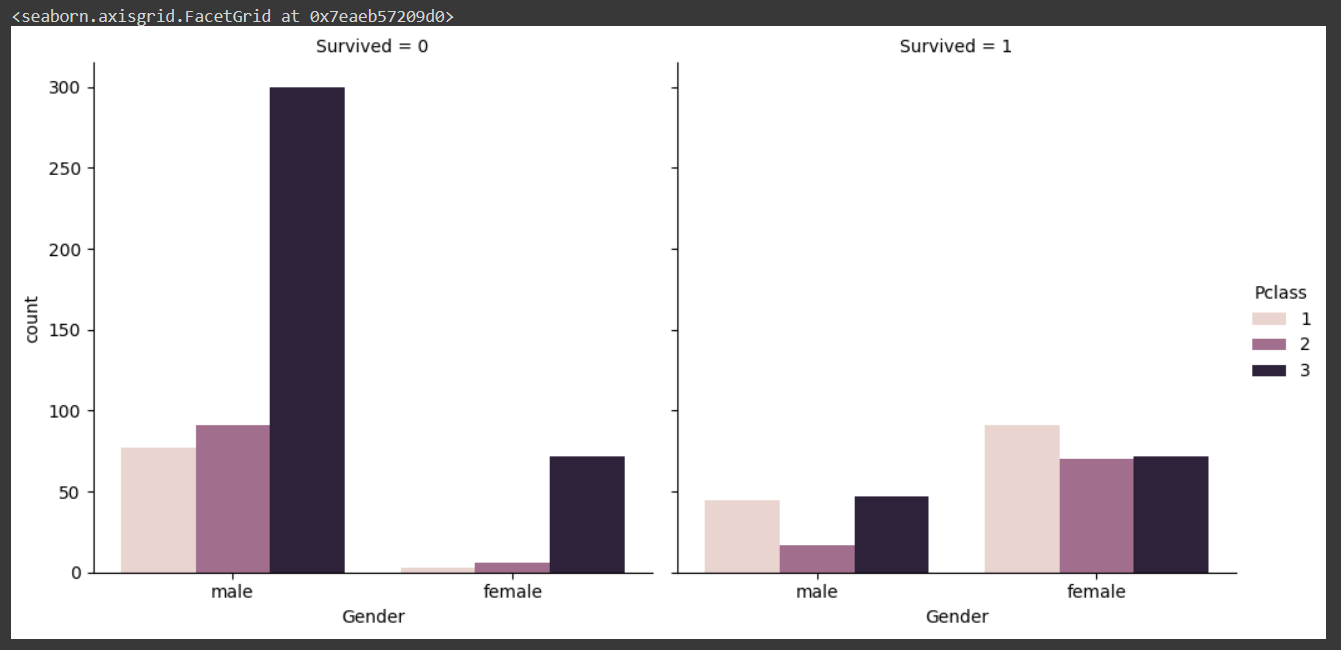 <seaborn.axisgrid.FacetGrid at 0x7eaeb57209d0>
Survived = 0
Survived = 1
300
250
200
150
100
50
0
count
male
female
Gender
male
female
Gender
Pclass
1
2
3